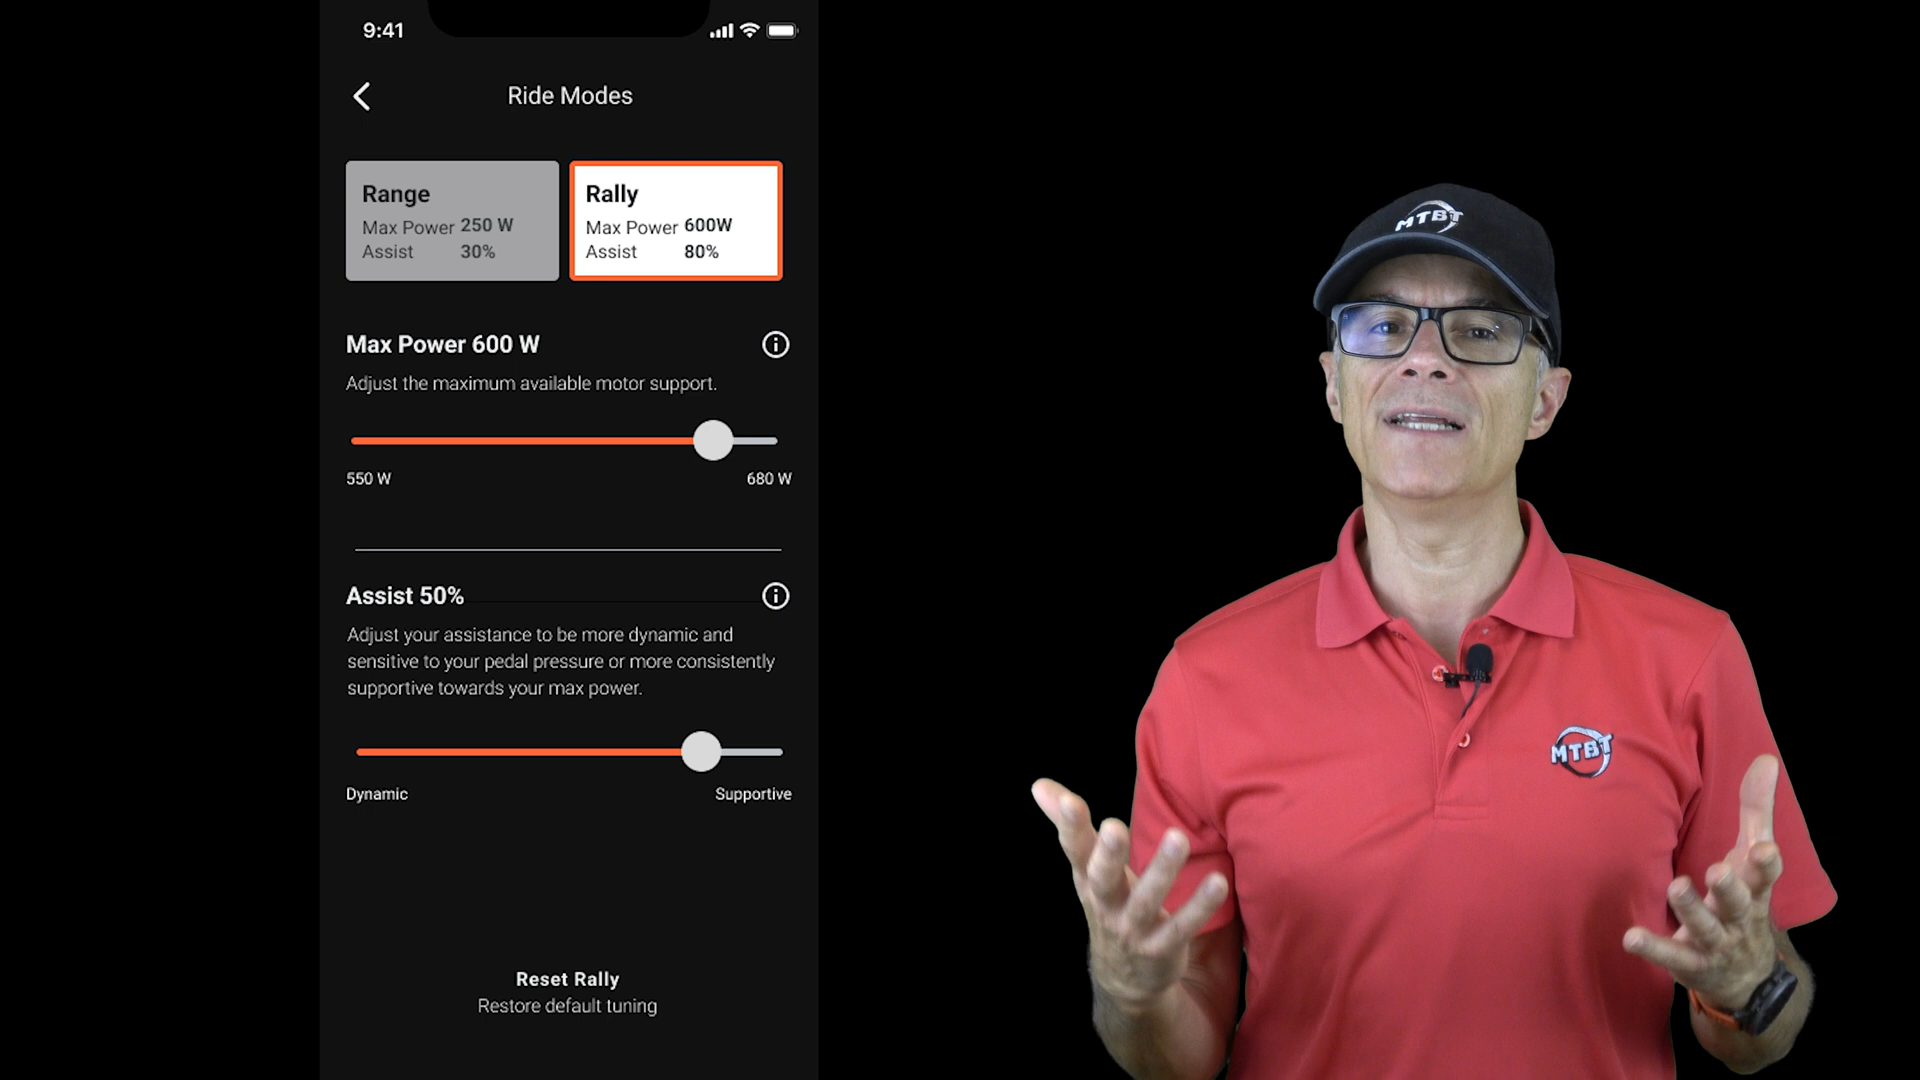 9:41
Ride Modes
Range
Max Power 250 W
Assist 30%
Rally
Max Power 600W
Assist 80%
Max Power 600 W
Adjust the maximum available motor support.
550 W
680 W
Assist 50%
Adjust your assistance to be more dynamic and
sensitive to your pedal pressure or more consistently
supportive towards your max power.
Dynamic
Supportive
Reset Rally
Restore default tuning
MTBT
MTBT